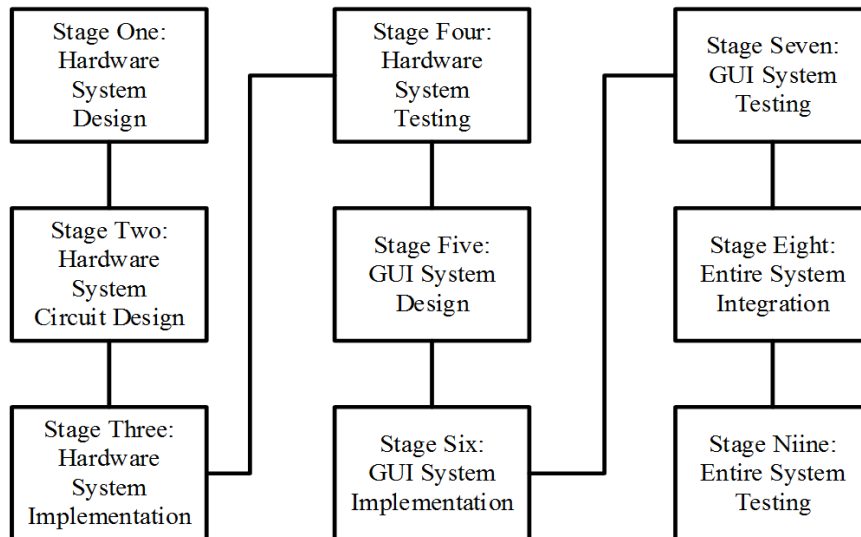 Stage One:
Hardware
System
Design
Stage Two:
Hardware
System
Circuit Design
Stage Three:
Hardware
System
Implementation
Stage Four:
Hardware
System
Testing
Stage Five:
GUI System
Design
Stage Six:
GUI System
Implementation
Stage Seven:
GUI System
Testing
Stage Eight:
Entire System
Integration
Stage Niine:
Entire System
Testing